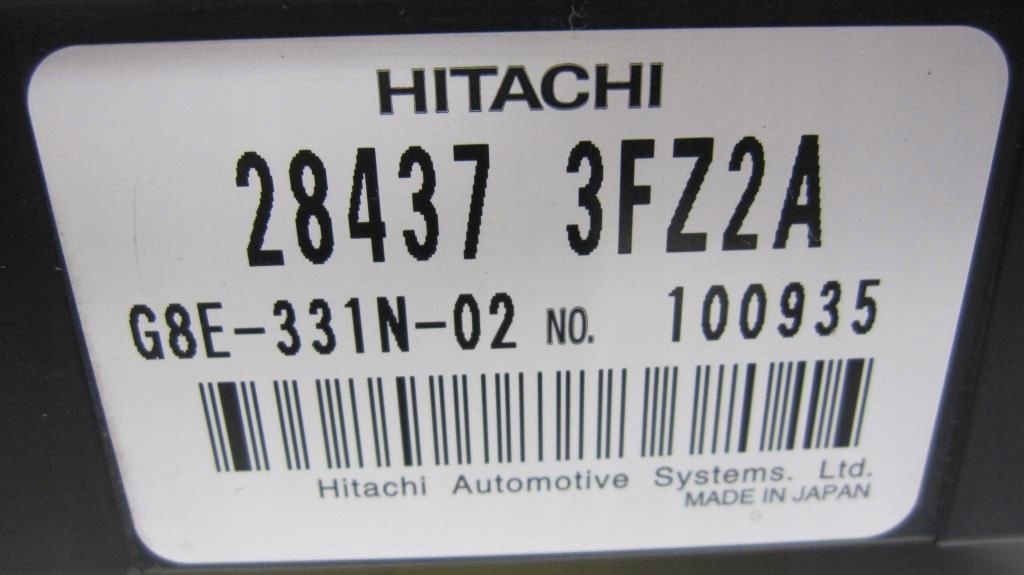 HITACHI
28437 3FZ2A
G8E-331N-02 NO. 100935
Hitachi Automotive Systems. Ltd.
MADE IN JAPAN